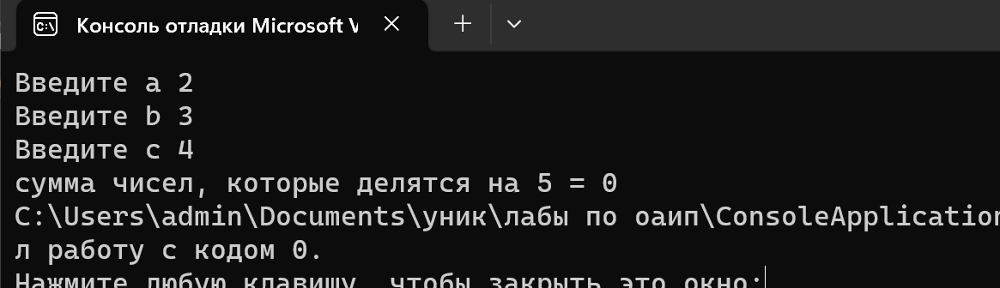 Консоль отладки Microsoft V
Введите a 2
Введите b 3
Введите c 4
сумма чисел, которые делятся на 5 = 0
C:\Users\admin\Documents\уник\лабы по оаип\ConsoleApplication
л работу с кодом 0.
Нажмите любую клавишу, чтобы закрыть это окно: